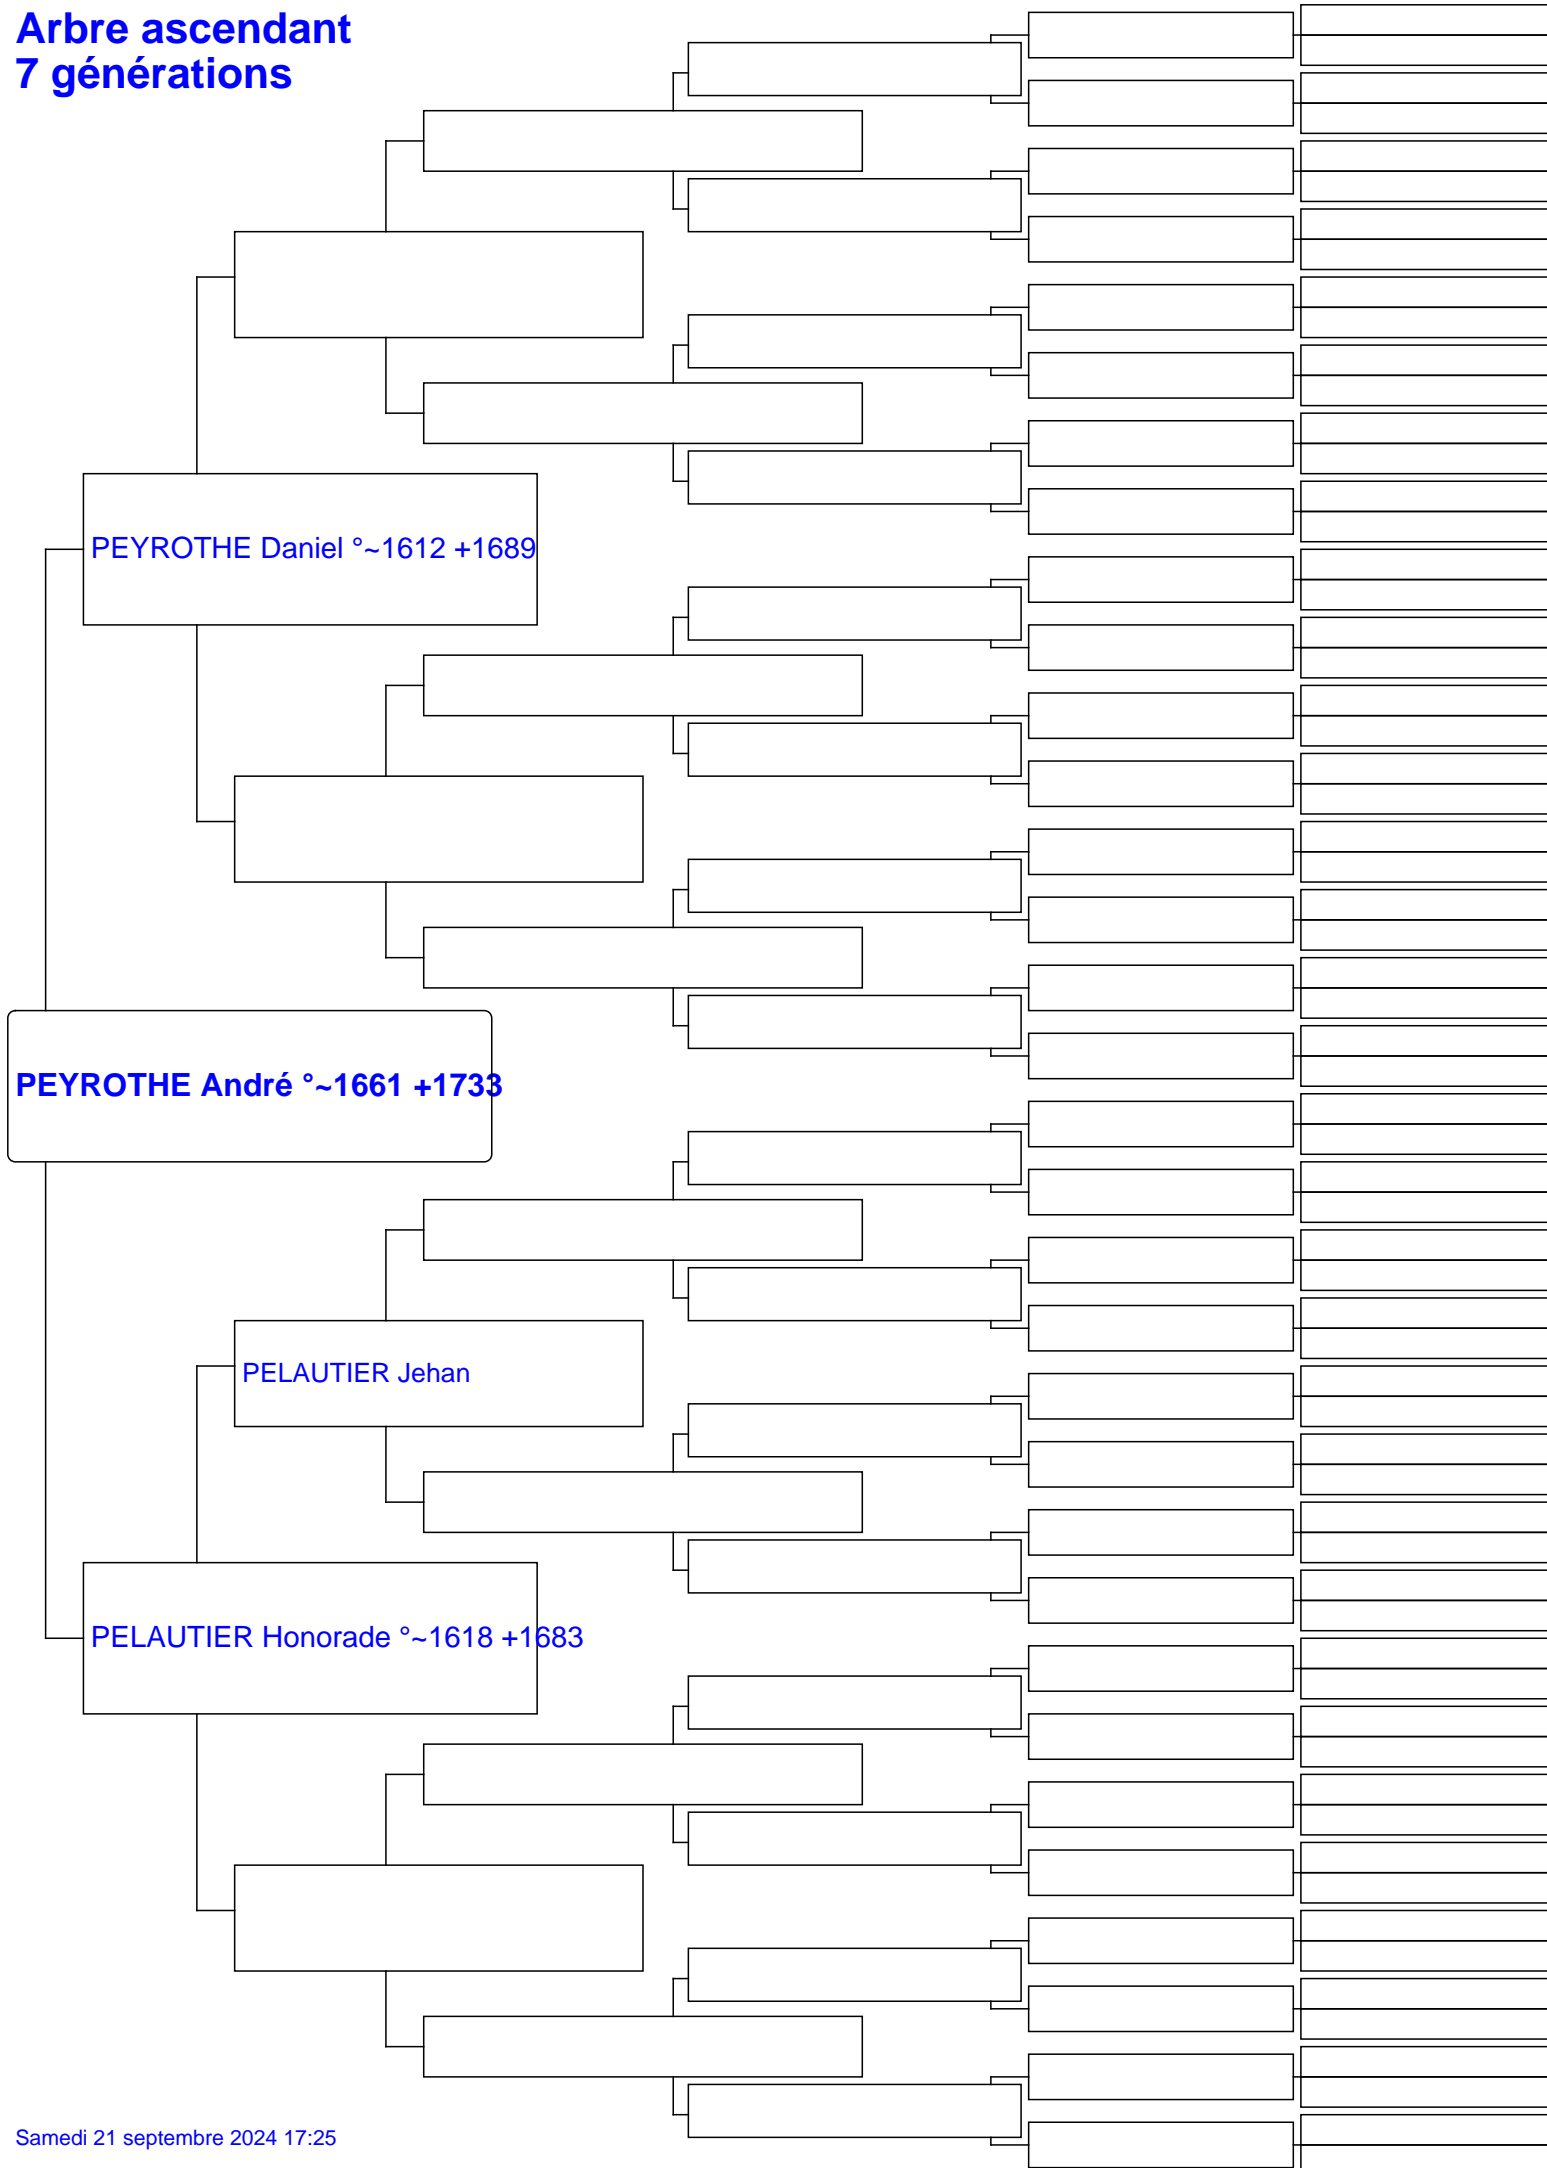 Arbre ascendant
7 générations
PEYROTHE Daniel °~1612 +1689
PEYROTHE André °~1661 +1733
PELAUTIER Jehan
PELAUTIER Honorade °~1618 +1683
Samedi 21 septembre 2024 17:25